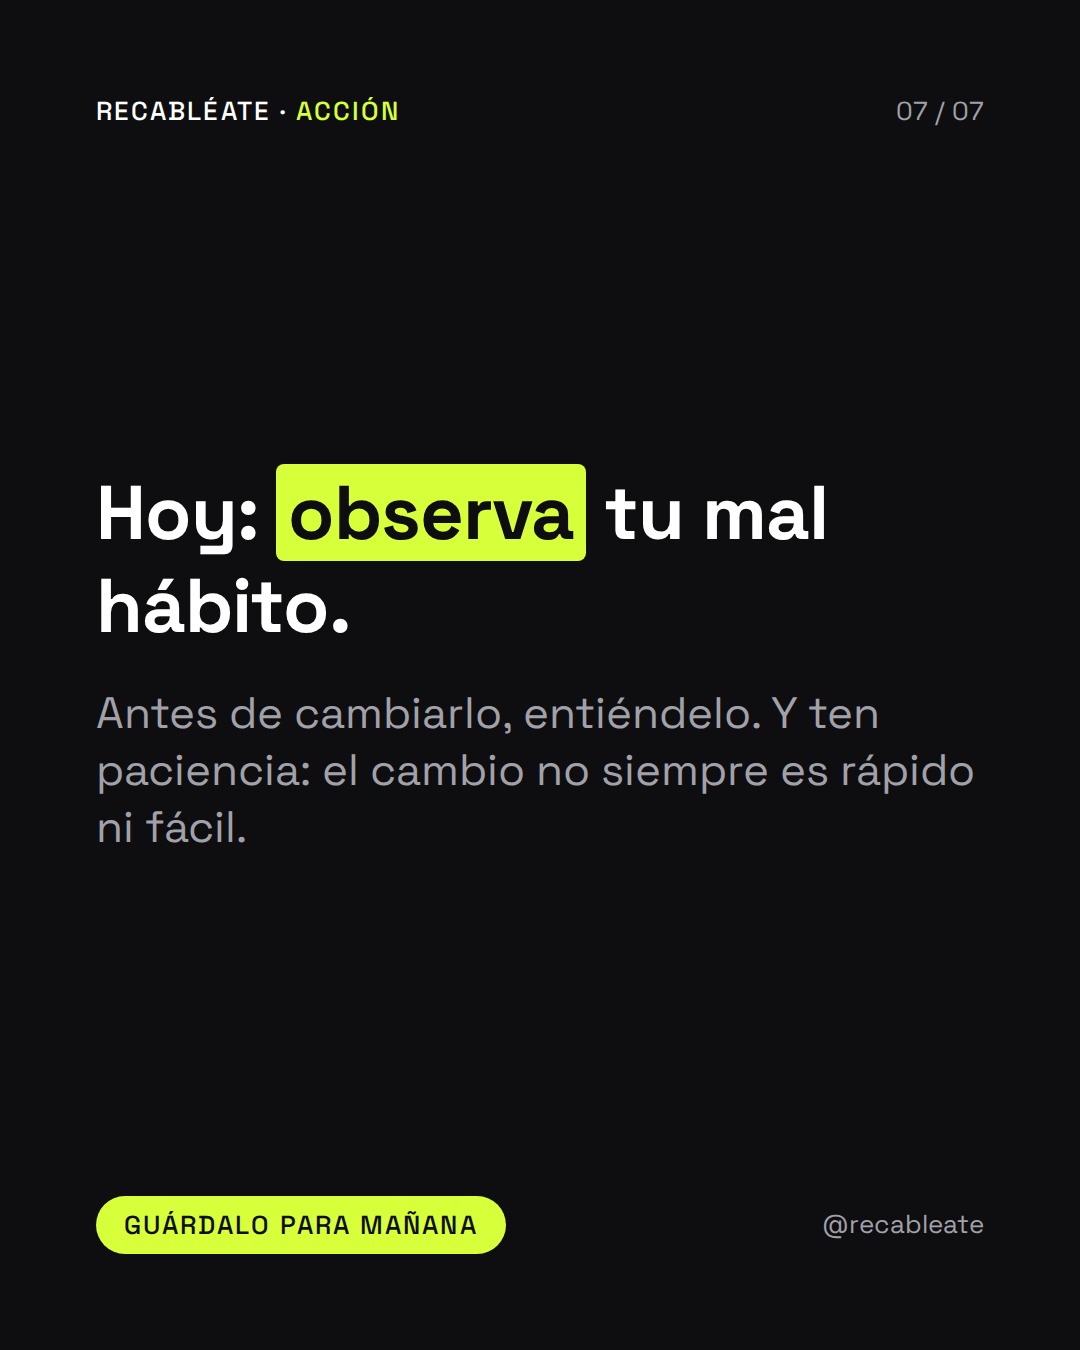 RECABLÉATE · ACCIÓN
07 / 07
Hoy: observa tu mal
hábito.
Antes de cambiarlo, entiéndelo. Y ten
paciencia: el cambio no siempre es rápido
ni fácil.
GUÁRDALO PARA MAÑANA
@recableate